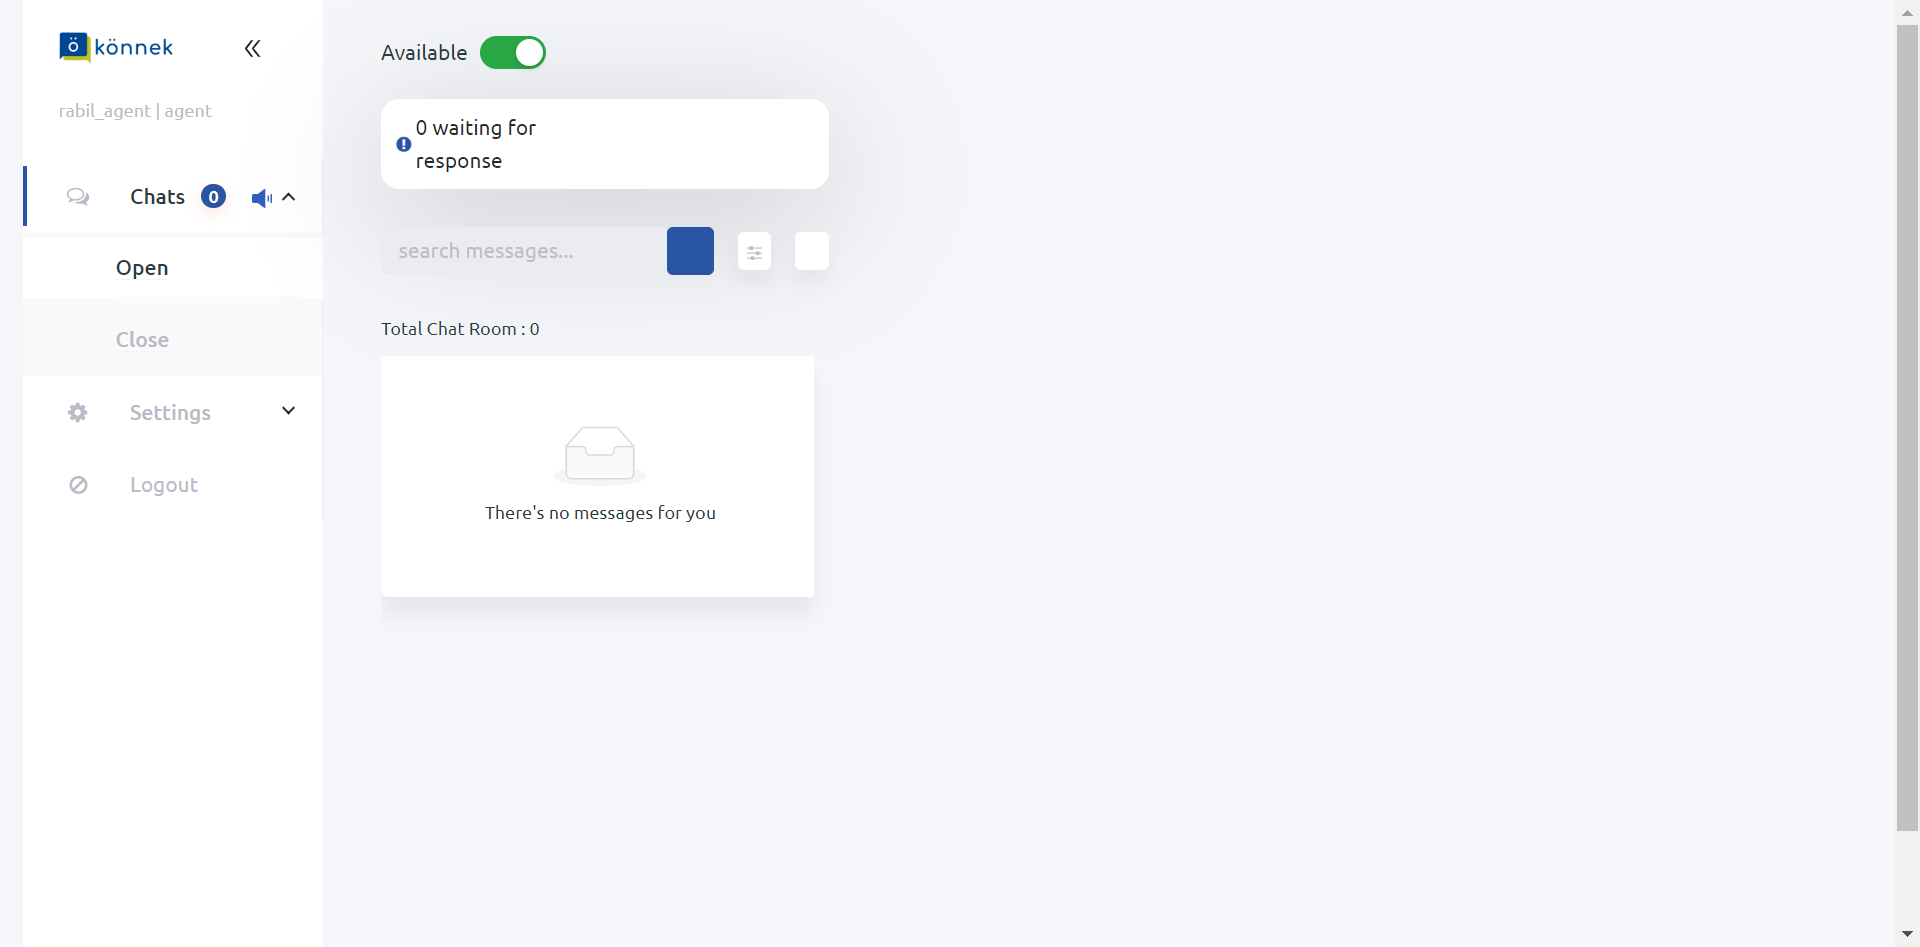 ö könnek
rabil_agent | agent
Chats 0
Open
Close
Settings
Logout
Available
0 waiting for
response
search messages...
Total Chat Room : 0
There's no messages for you